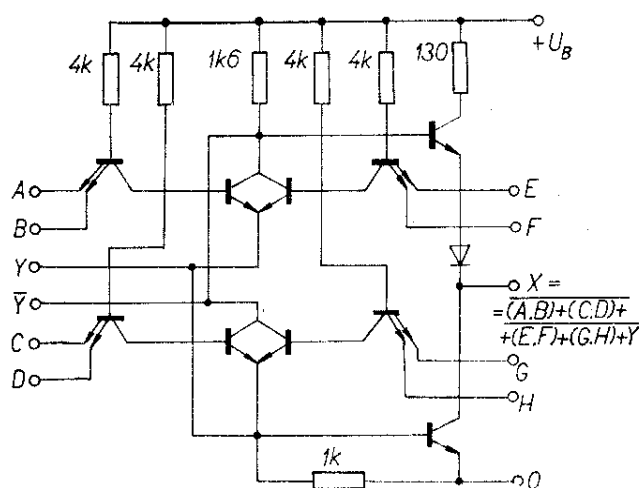 4k 4k 1k6 4k 4k 130
+U_B
A
B
E
F
Y
Y̅
X =
= (A.B)+(C.D)+
+(E.F)+(G.H)+Y
C
D
G
H
1k
0